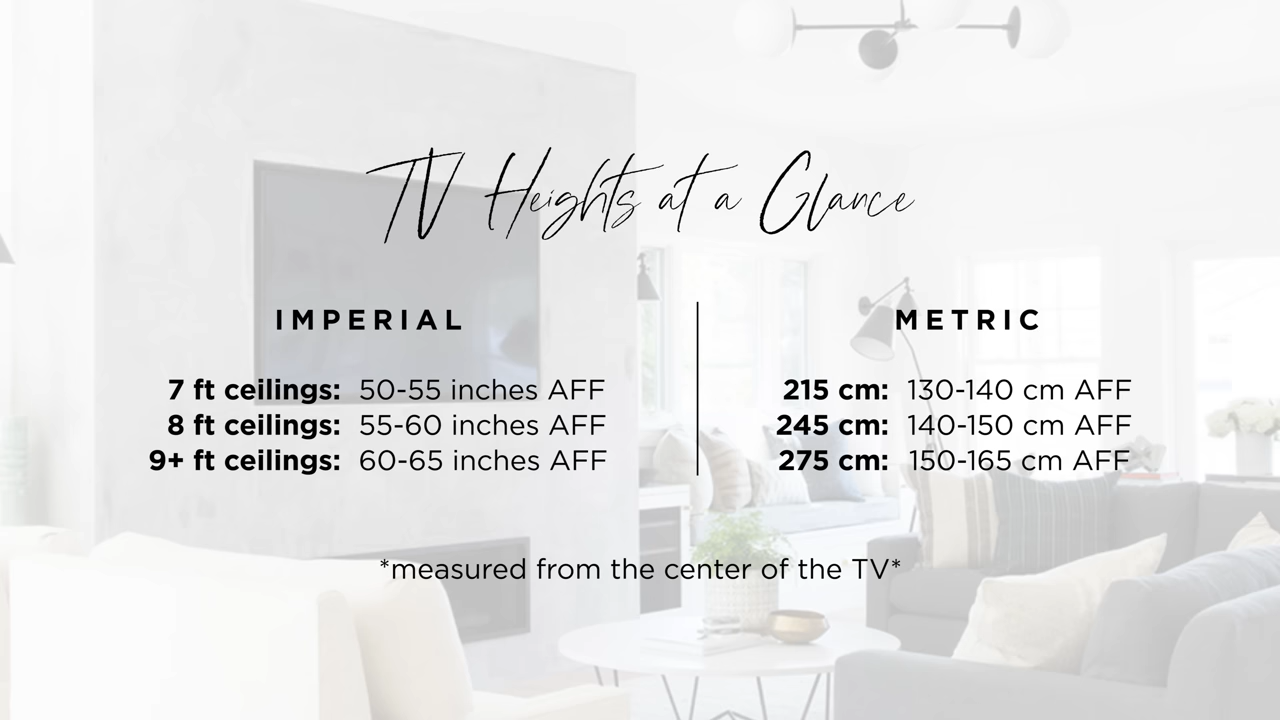 TV Heights at a Glance
IMPERIAL
7 ft ceilings: 50-55 inches AFF
8 ft ceilings: 55-60 inches AFF
9+ ft ceilings: 60-65 inches AFF
METRIC
215 cm: 130-140 cm AFF
245 cm: 140-150 cm AFF
275 cm: 150-165 cm AFF
*measured from the center of the TV*